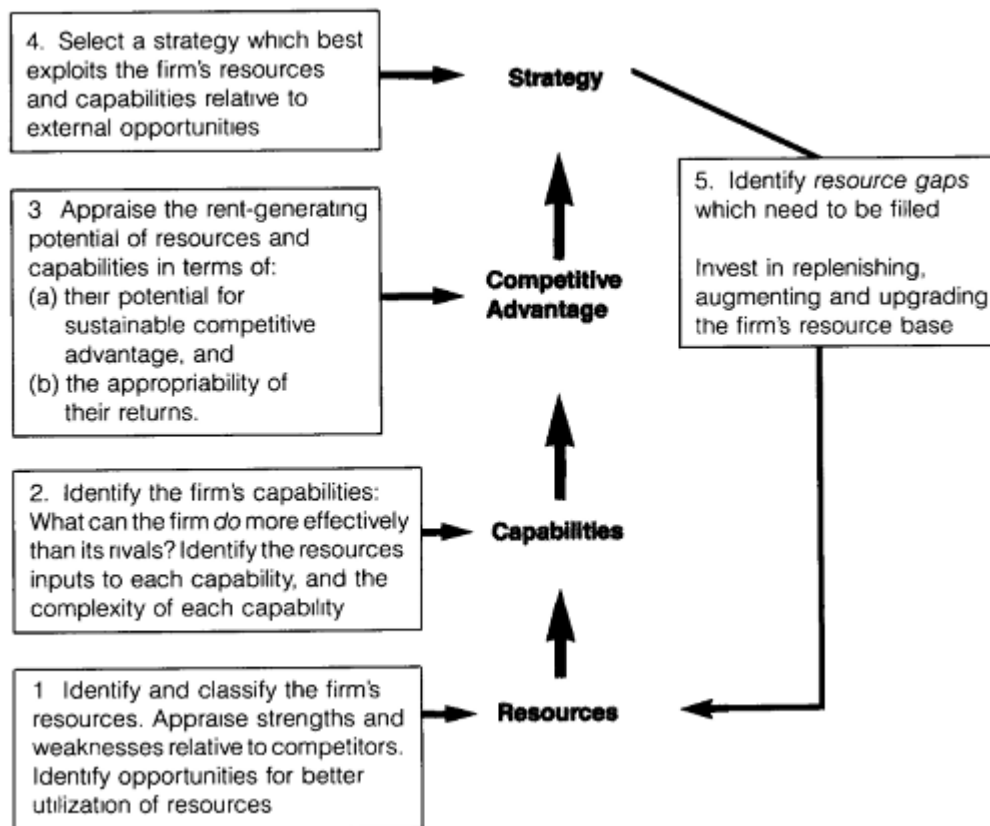 4. Select a strategy which best
exploits the firm's resources
and capabilities relative to
external opportunities
Strategy
5. Identify resource gaps
which need to be filled
Invest in replenishing,
augmenting and upgrading
the firm's resource base
3 Appraise the rent-generating
potential of resources and
capabilities in terms of:
(a) their potential for
sustainable competitive
advantage, and
(b) the appropriability of
their returns.
Competitive
Advantage
2. Identify the firm's capabilities:
What can the firm do more effectively
than its rivals? Identify the resources
inputs to each capability, and the
complexity of each capability
Capabilities
1 Identify and classify the firm's
resources. Appraise strengths and
weaknesses relative to competitors.
Identify opportunities for better
utilization of resources
Resources